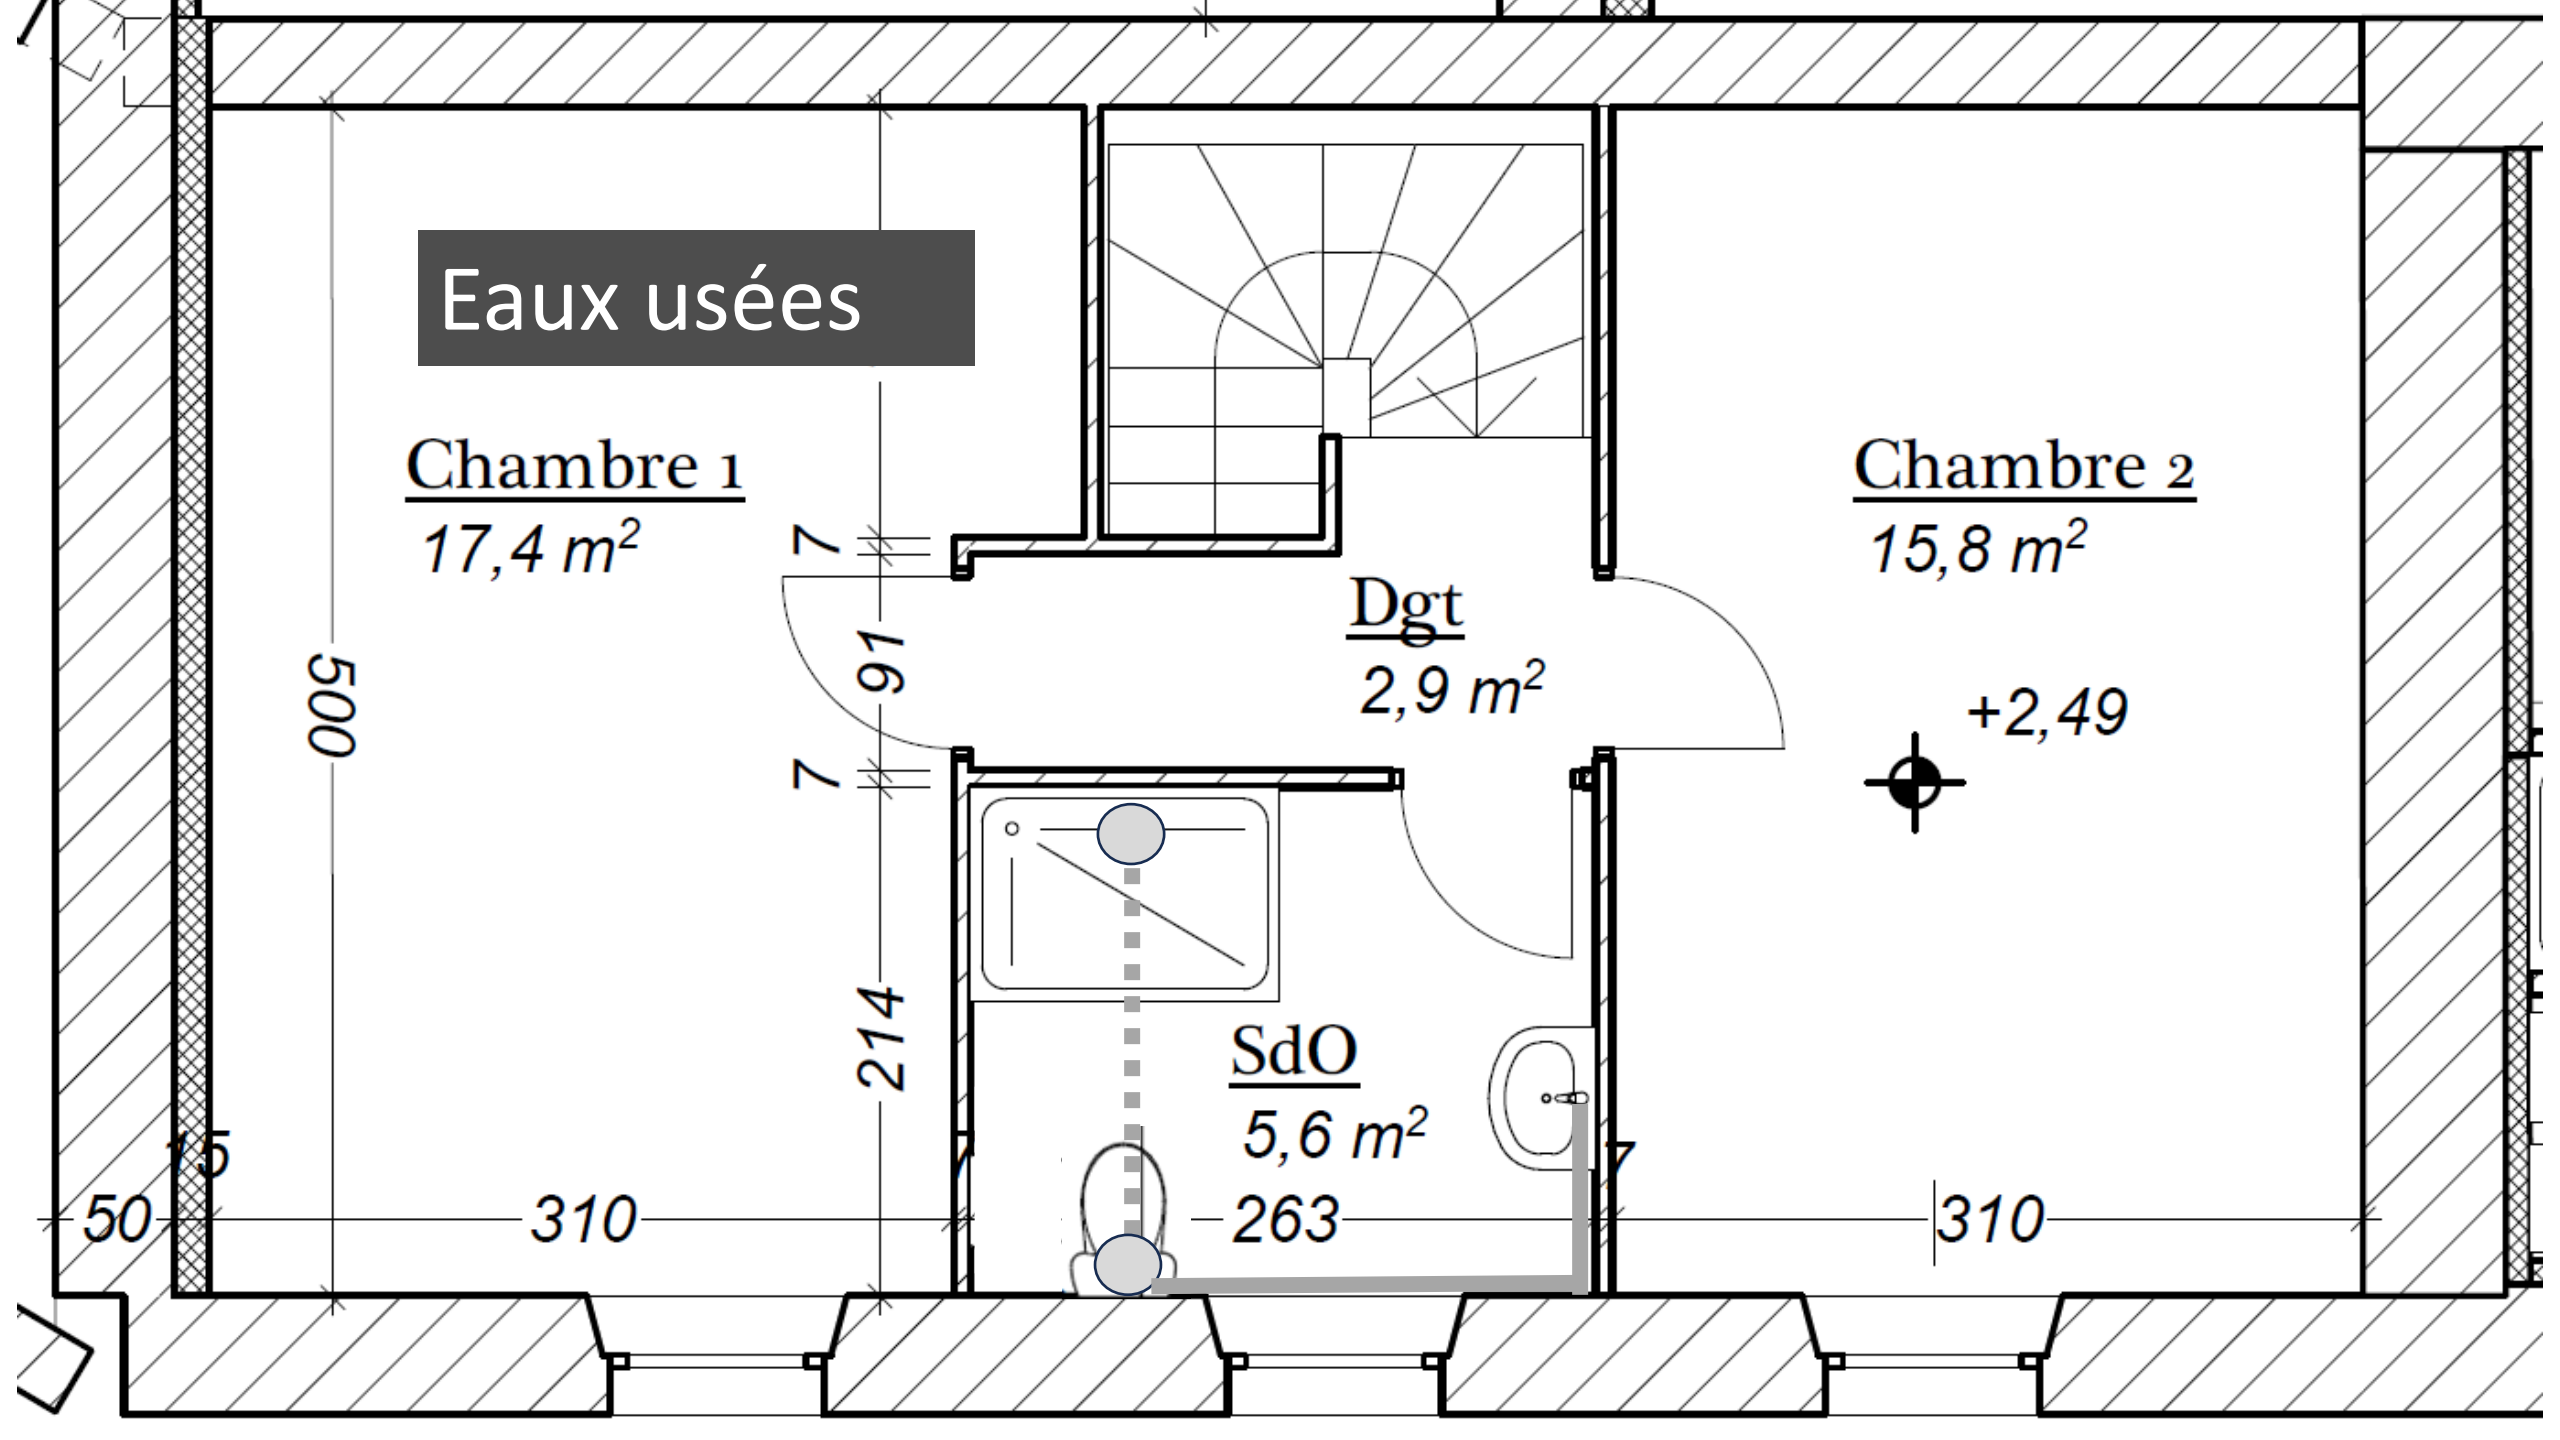 Eaux usées
Chambre 1
17,4 m²
Chambre 2
15,8 m²
7
Dgt
2,9 m²
91
500
+2,49
7
214
SdO
5,6 m²
15
7
7
50
310
263
310